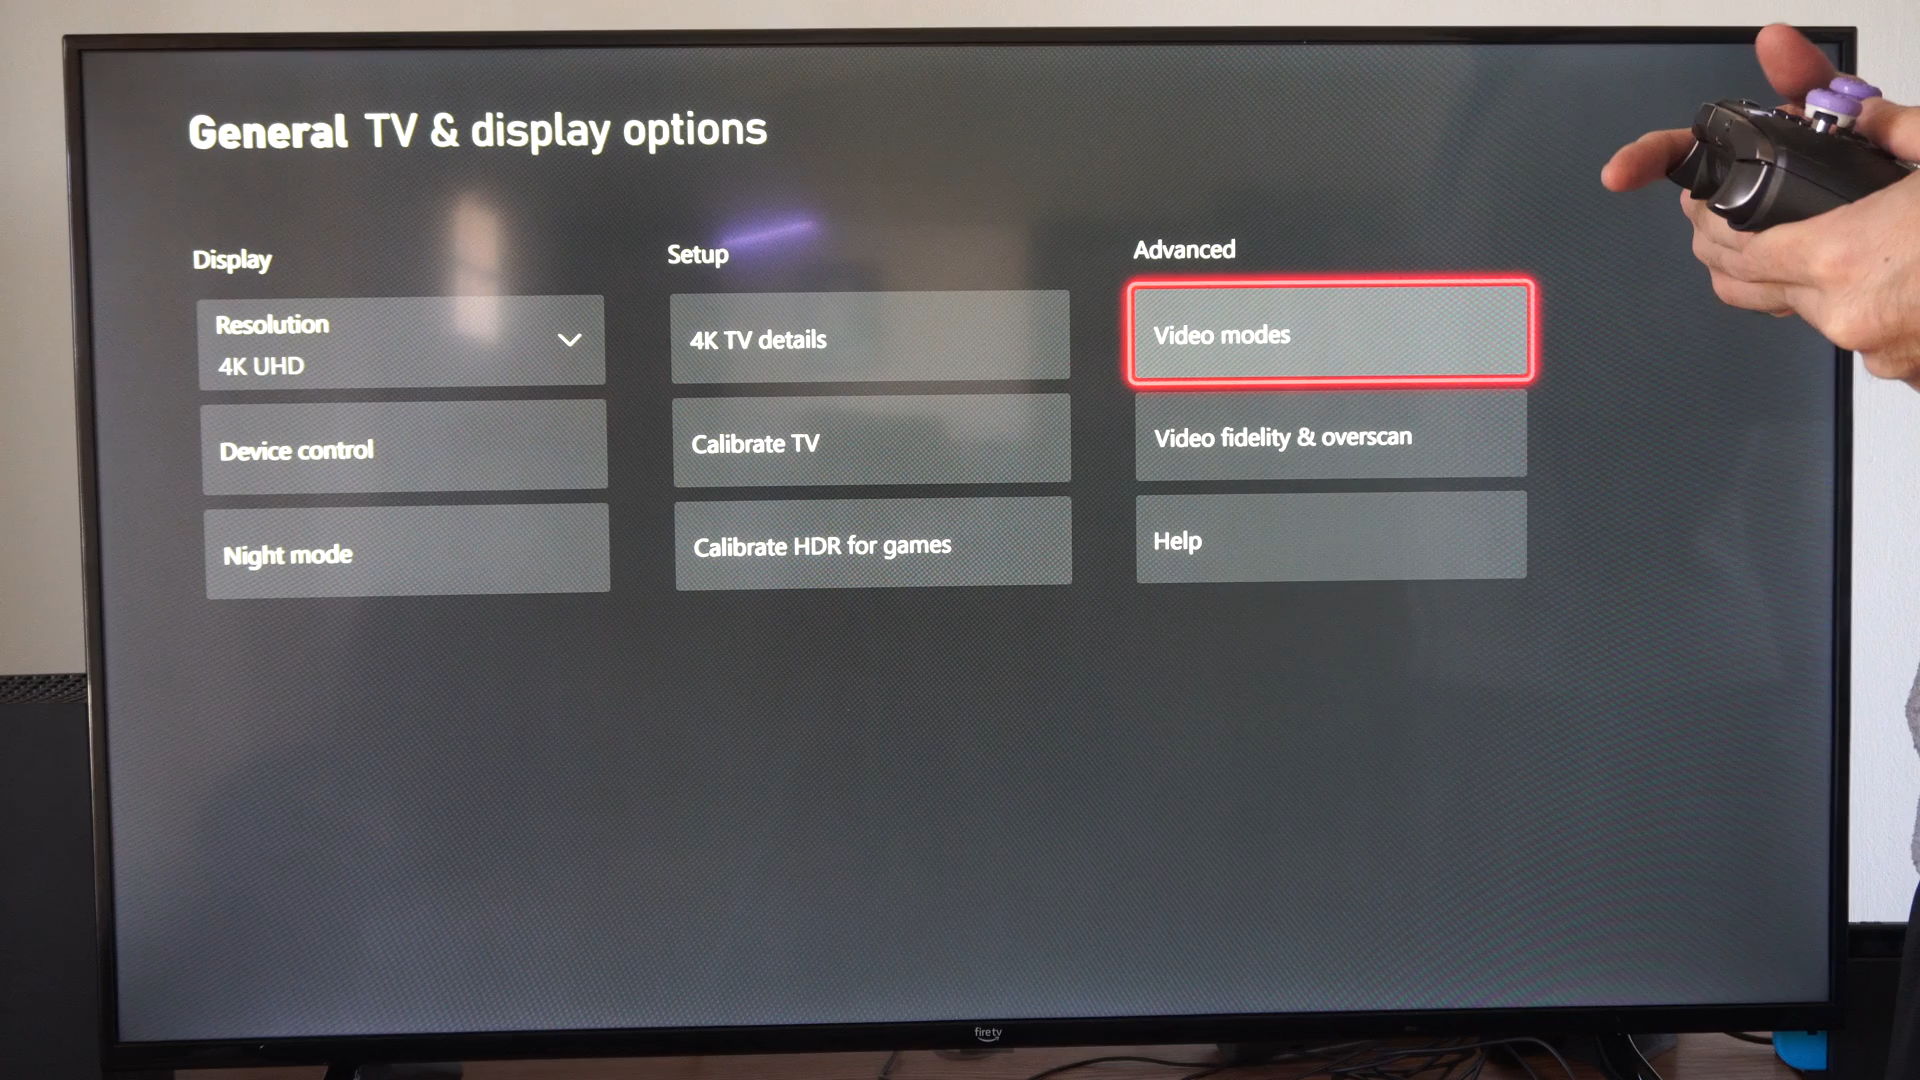 General TV & display options
Display
Resolution
4K UHD
Device control
Night mode
Setup
4K TV details
Calibrate TV
Calibrate HDR for games
Advanced
Video modes
Video fidelity & overscan
Help
firetv